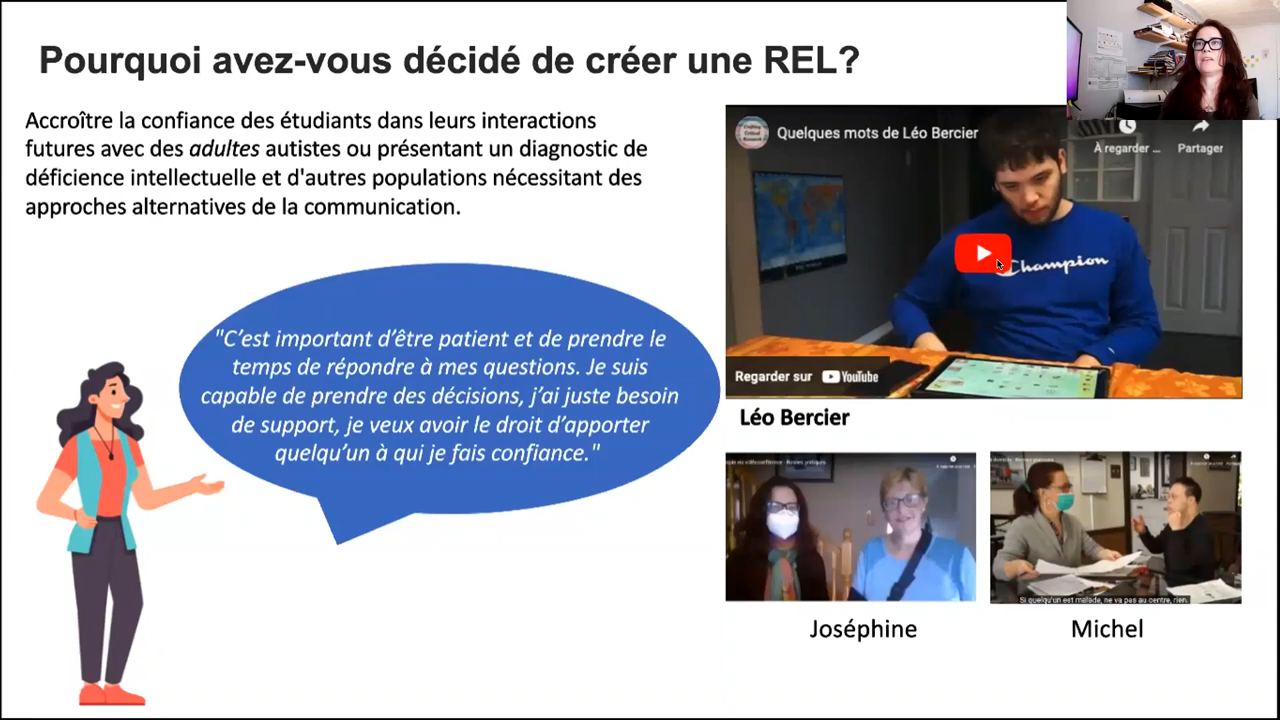 Pourquoi avez-vous décidé de créer une REL?
Accroître la confiance des étudiants dans leurs interactions
futures avec des adultes autistes ou présentant un diagnostic de
déficience intellectuelle et d'autres populations nécessitant des
approches alternatives de la communication.
"C’est important d’être patient et de prendre le
temps de répondre à mes questions. Je suis
capable de prendre des décisions, j’ai juste besoin
de support, je veux avoir le droit d’apporter
quelqu’un à qui je fais confiance."
Quelques mots de Léo Bercier
À regarder ...
Partager
Champion
Regarder sur YouTube
Léo Bercier
Si quelqu'un est malade, ne va pas au centre, rien.
Joséphine
Michel